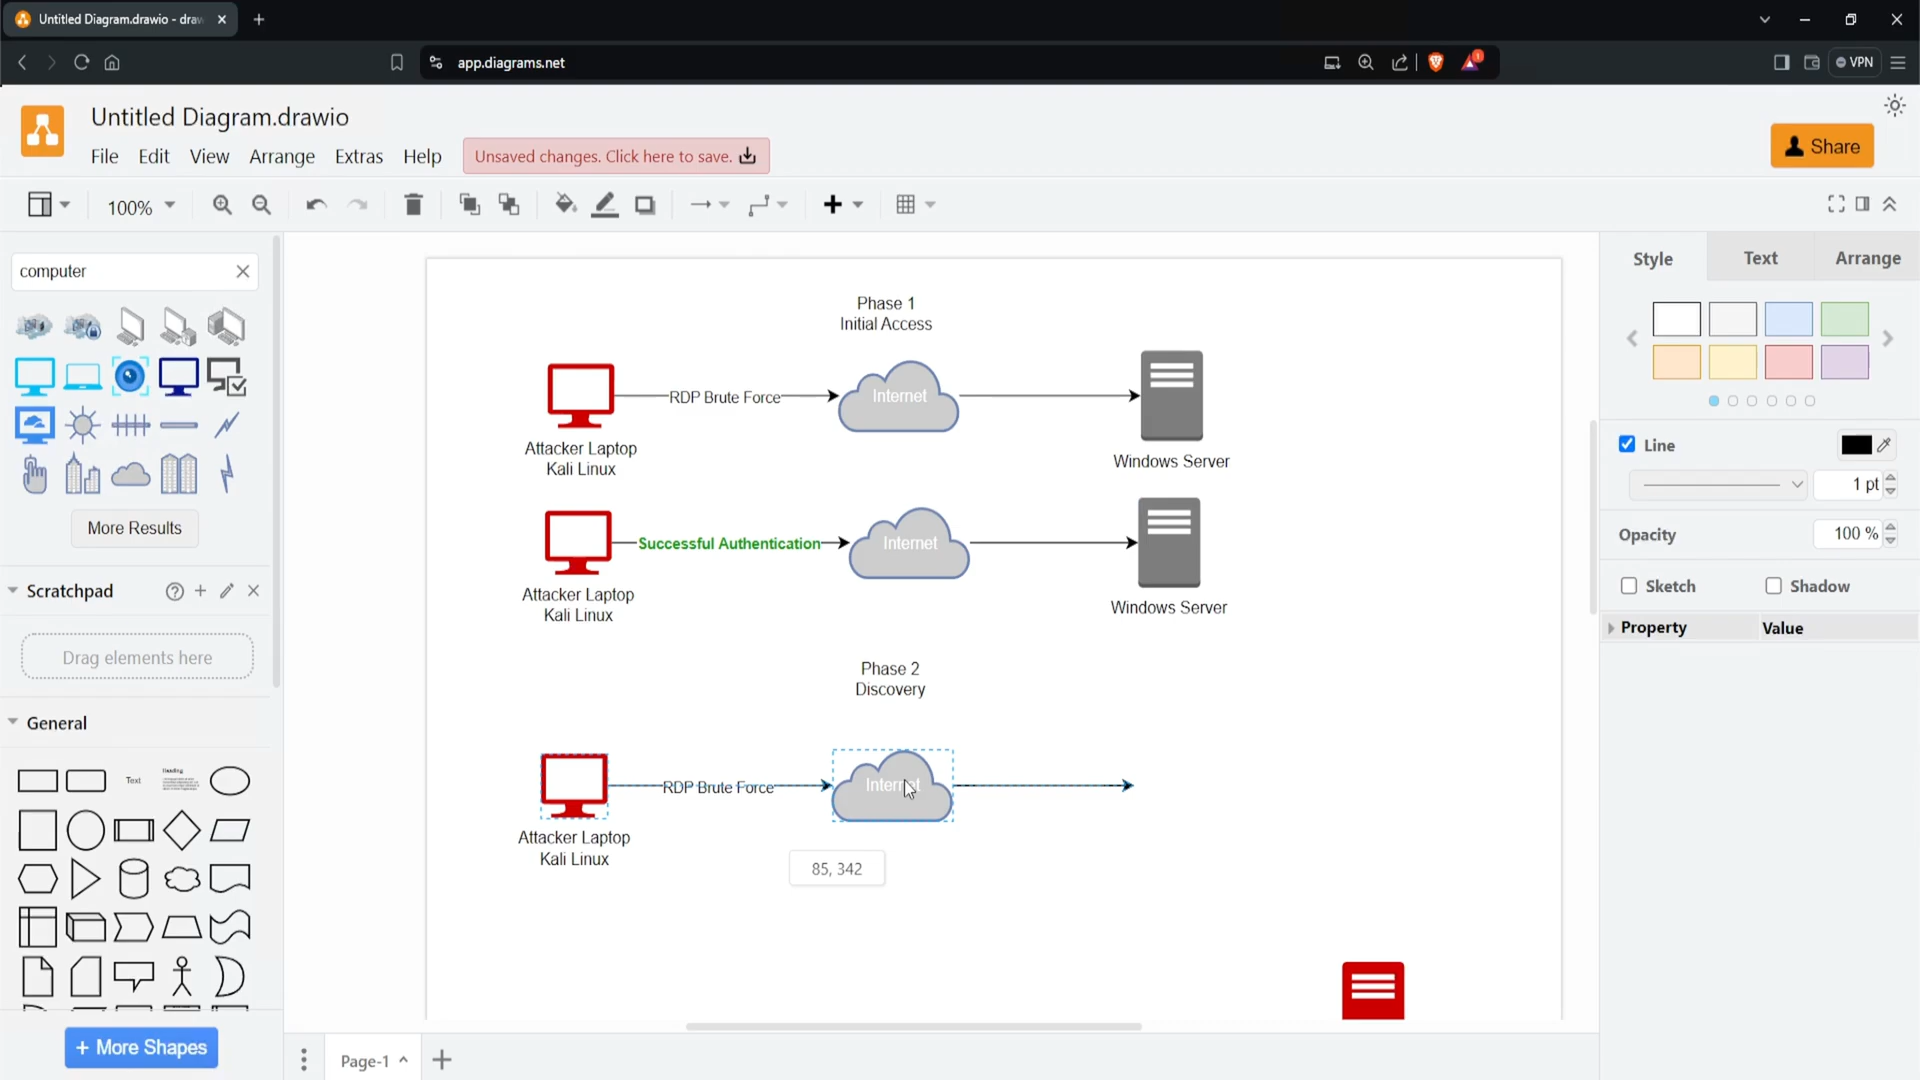 Untitled Diagram.drawio - draw
app.diagrams.net
1
VPN
Untitled Diagram.drawio
File Edit View Arrange Extras Help
Unsaved changes. Click here to save.
Share
100%
computer
More Results
Scratchpad
Drag elements here
General
Text
Heading
More Shapes
Page-1
Phase 1
Initial Access
RDP Brute Force
Internet
Attacker Laptop
Kali Linux
Windows Server
Successful Authentication
Internet
Attacker Laptop
Kali Linux
Windows Server
Phase 2
Discovery
RDP Brute Force
Internet
Attacker Laptop
Kali Linux
85, 342
Style Text Arrange
Line
1 pt
Opacity
100 %
Sketch Shadow
Property Value